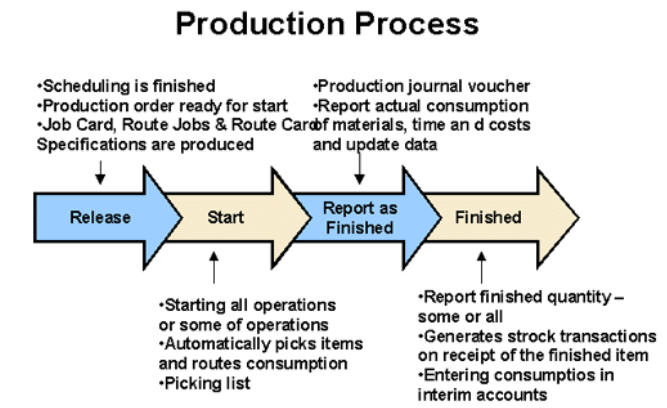 Production Process
•Scheduling is finished
•Production order ready for start
•Job Card, Route Jobs & Route Card
Specifications are produced
•Production journal voucher
•Report actual consumption
of materials, time an d costs
and update data
Release
Start
Report as
Finished
Finished
•Starting all operations
or some of operations
•Automatically picks items
and routes consumption
•Picking list
•Report finished quantity –
some or all
•Generates strock transactions
on receipt of the finished item
•Entering consumptios in
interim accounts